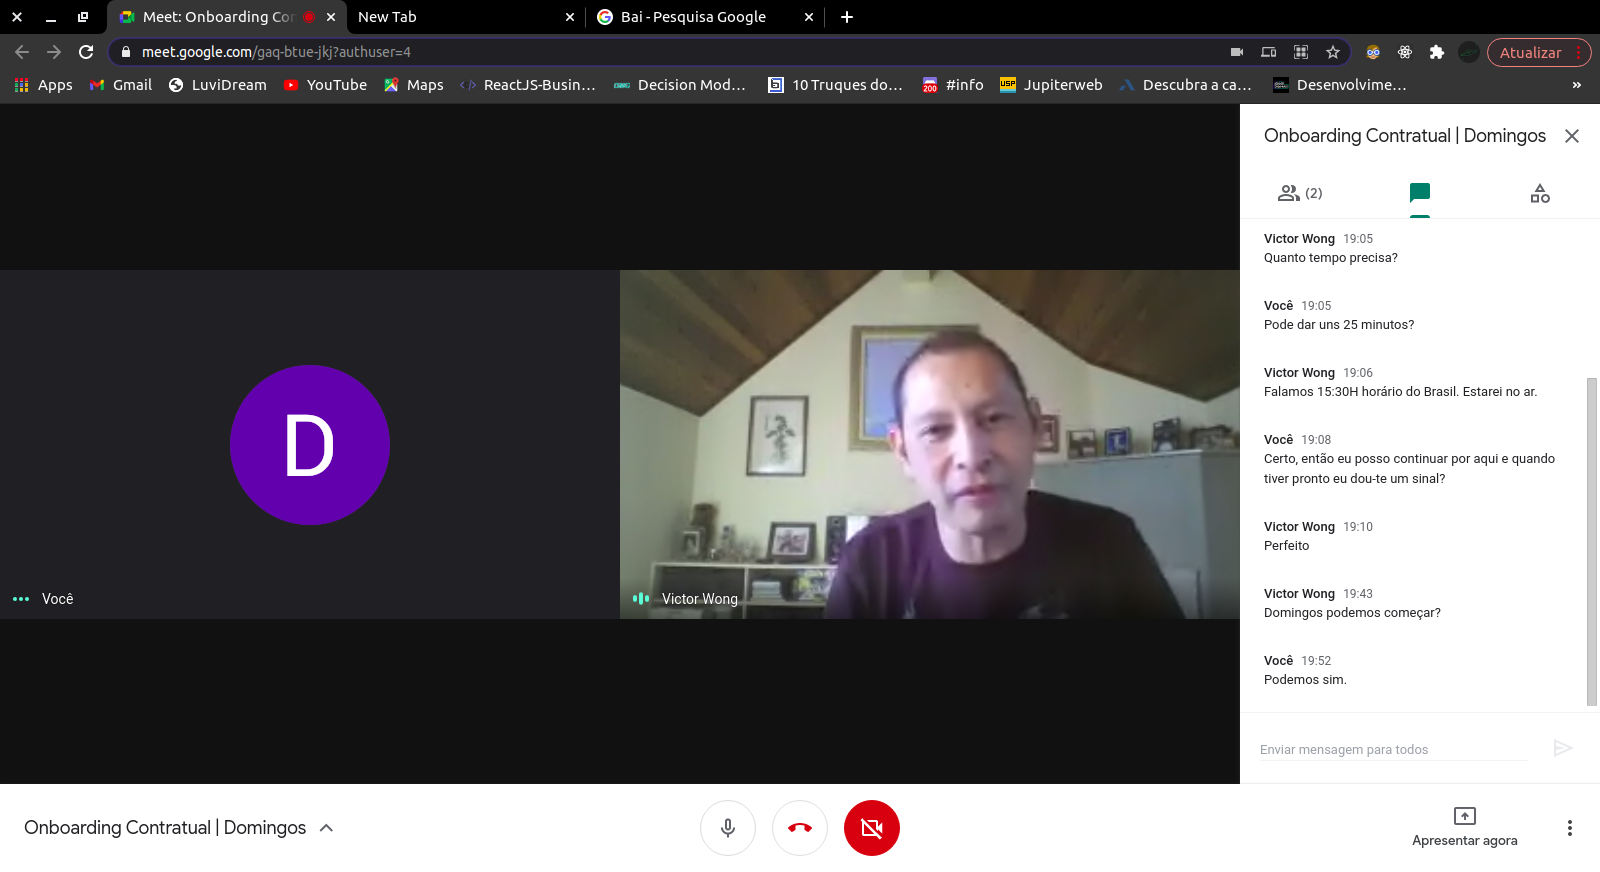 Meet: Onboarding Con
New Tab
Bai - Pesquisa Google
meet.google.com/gaq-btue-jkj?authuser=4
Atualizar
Apps
Gmail
LuviDream
YouTube
Maps
ReactJS-Busin...
Decision Mod...
10 Truques do...
200
#info
USP
Jupiterweb
Descubra a ca...
Desenvolvime...
»
Onboarding Contratual | Domingos
(2)
Victor Wong 19:05
Quanto tempo precisa?
Você 19:05
Pode dar uns 25 minutos?
Victor Wong 19:06
Falamos 15:30H horário do Brasil. Estarei no ar.
Você 19:08
Certo, então eu posso continuar por aqui e quando
tiver pronto eu dou-te um sinal?
Victor Wong 19:10
Perfeito
Victor Wong 19:43
Domingos podemos começar?
Você 19:52
Podemos sim.
Enviar mensagem para todos
D
Você
Victor Wong
Onboarding Contratual | Domingos
Apresentar agora